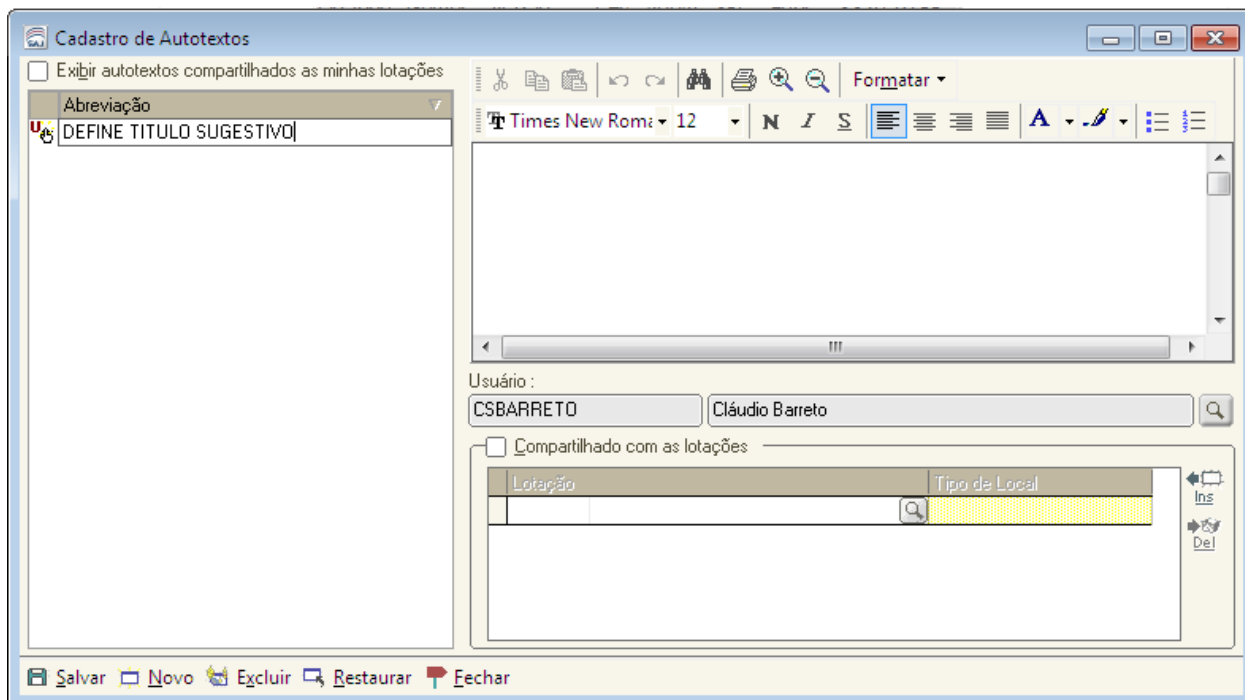 Cadastro de Autotextos
Exibir autotextos compartilhados as minhas lotações
Abreviação
DEFINE TITULO SUGESTIVO
Formatar
Times New Roma 12 N I S A
Usuário :
CSBARRETO Cláudio Barreto
Compartilhado com as lotações
Lotação Tipo de Local
Ins
Del
Salvar Novo Excluir Restaurar Fechar